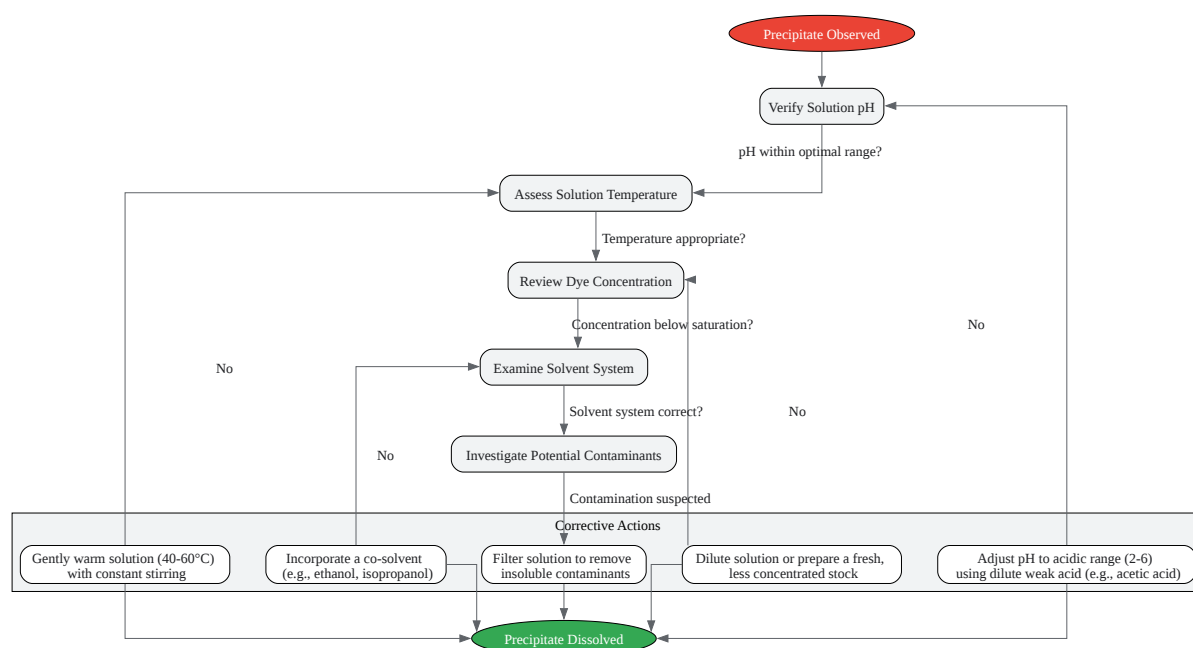 Precipitate Observed
Verify Solution pH
pH within optimal range?
Assess Solution Temperature
Temperature appropriate?
Review Dye Concentration
Concentration below saturation?
No
Examine Solvent System
No
Solvent system correct?
No
Investigate Potential Contaminants
No
Contamination suspected
Corrective Actions
Gently warm solution (40-60°C)
with constant stirring
Incorporate a co-solvent
(e.g., ethanol, isopropanol)
Filter solution to remove
insoluble contaminants
Dilute solution or prepare a fresh,
less concentrated stock
Adjust pH to acidic range (2-6)
using dilute weak acid (e.g., acetic acid)
Precipitate Dissolved